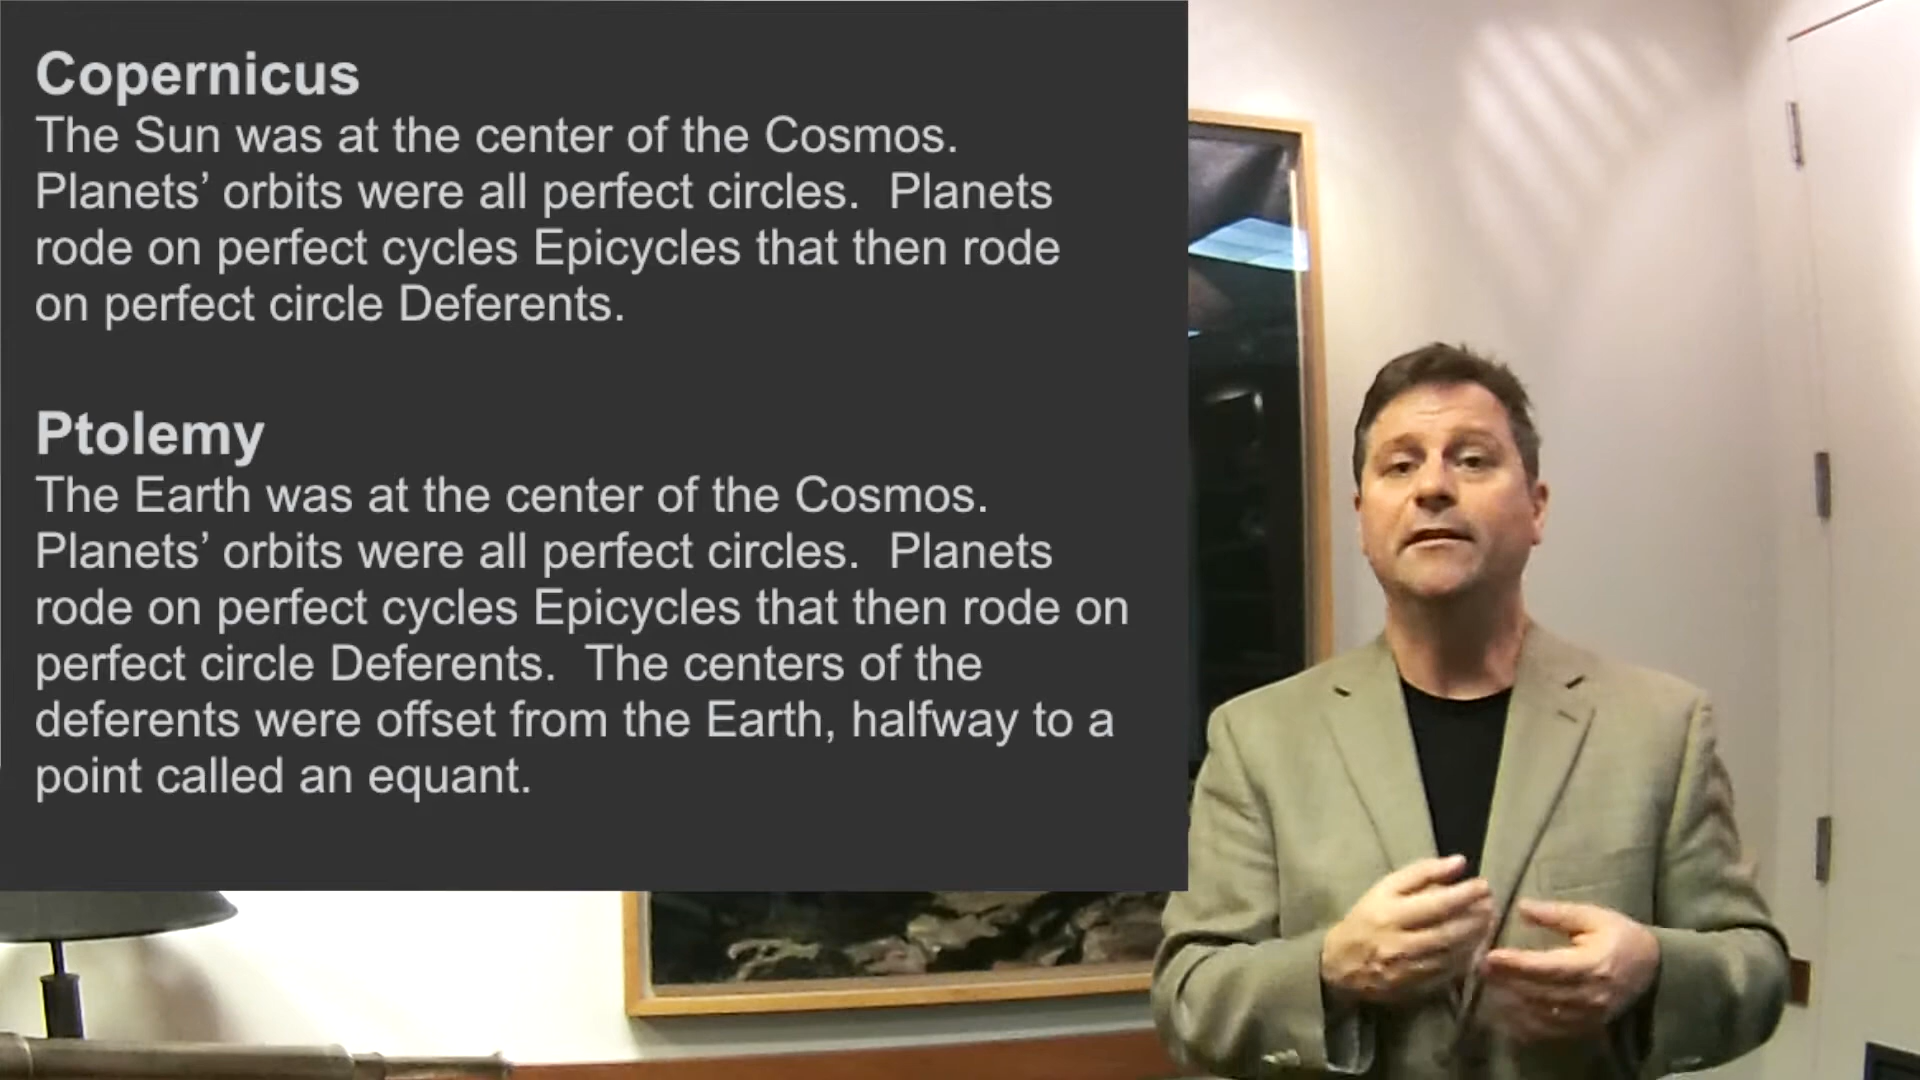 Copernicus
The Sun was at the center of the Cosmos.
Planets’ orbits were all perfect circles.  Planets
rode on perfect cycles Epicycles that then rode
on perfect circle Deferents.
Ptolemy
The Earth was at the center of the Cosmos.
Planets’ orbits were all perfect circles.  Planets
rode on perfect cycles Epicycles that then rode on
perfect circle Deferents.  The centers of the
deferents were offset from the Earth, halfway to a
point called an equant.